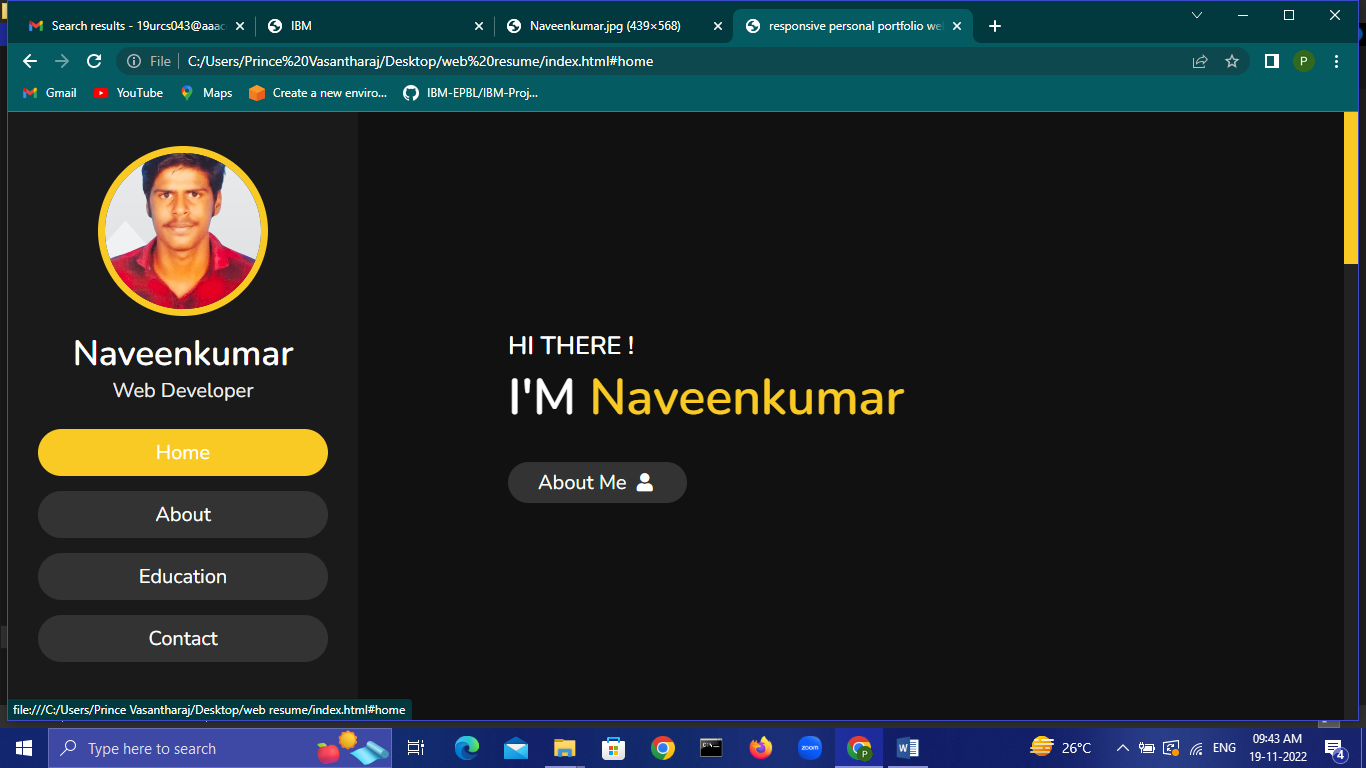 Search results - 19urcs043@aaac
IBM
Naveenkumar.jpg (439×568)
responsive personal portfolio we
File
C:/Users/Prince%20Vasantharaj/Desktop/web%20resume/index.html#home
P
Gmail
YouTube
Maps
Create a new enviro...
IBM-EPBL/IBM-Proj...
Naveenkumar
Web Developer
Home
About
Education
Contact
HI THERE !
I'M Naveenkumar
About Me
file:///C:/Users/Prince Vasantharaj/Desktop/web resume/index.html#home
Type here to search
zoom
P
W
26°C
ENG
09:43 AM
19-11-2022
4